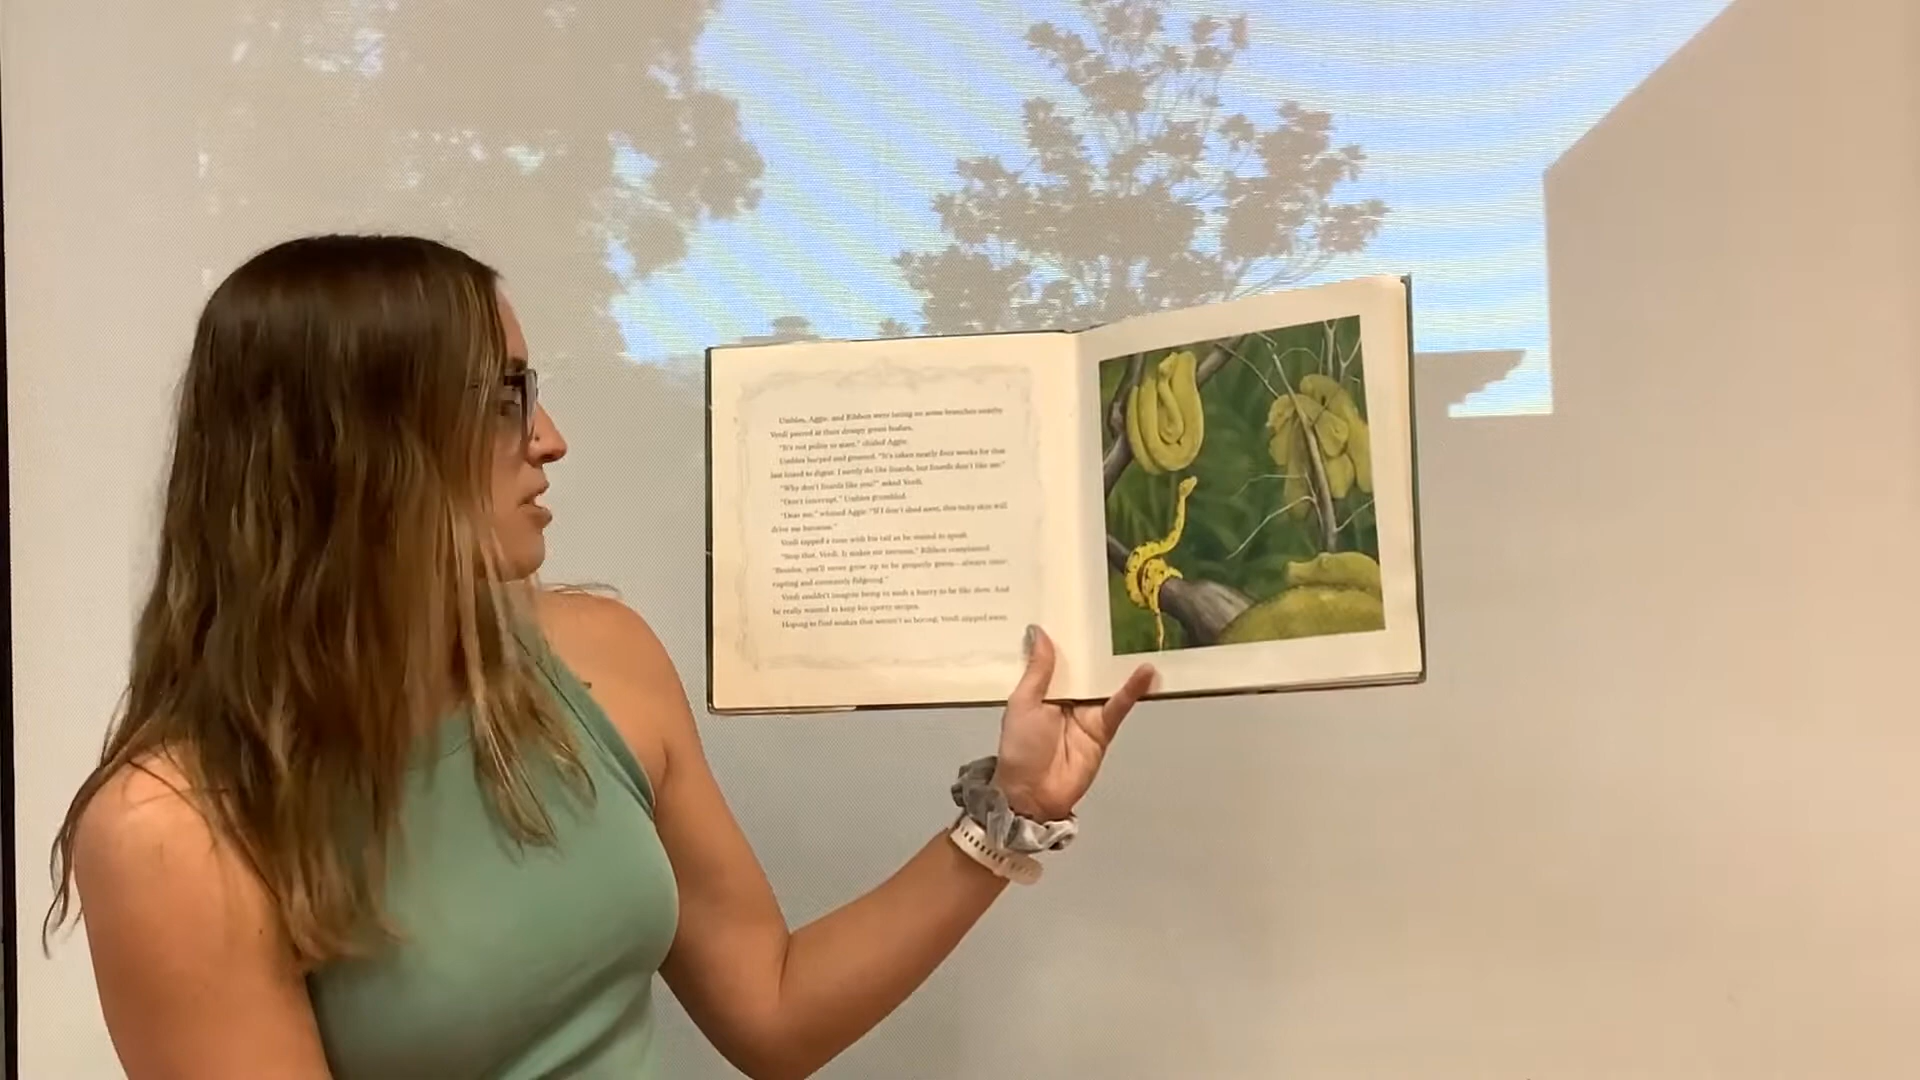 Umbles, Aggie, and Ribbon were lazing on some branches nearby.
Verdi peered at their droopy green bodies.
"It's not polite to stare," chided Aggie.
Umbles burped and groaned. "It's taken nearly four weeks for that
last lizard to digest. I surely do like lizards, but lizards don't like me."
"Why don't lizards like you?" asked Verdi.
"Don't interrupt," Umbles grumbled.
"Dear me," whined Aggie. "If I don't shed soon, this itchy skin will
drive me bananas."
Verdi tapped a tune with his tail as he waited to speak.
"Stop that, Verdi. It makes me nervous," Ribbon complained.
"Besides, you'll never grow up to be properly green—always inter-
rupting and constantly fidgeting."
Verdi couldn't imagine being in such a hurry to be like them. And
he really wanted to keep his sporty stripes.
Hoping to find snakes that weren't so boring, Verdi zipped away.